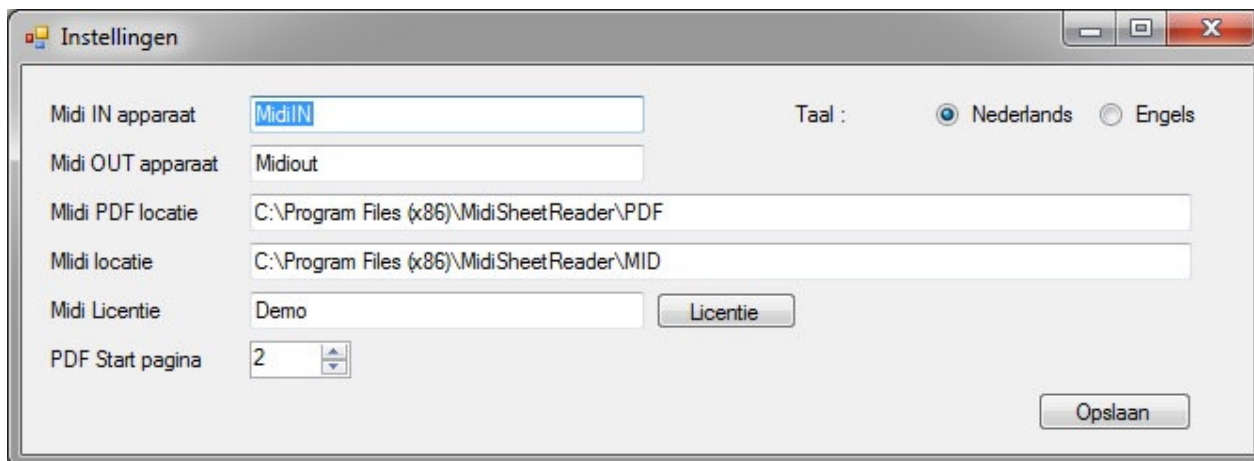 Instellingen
Midi IN apparaat MidiIN Taal : Nederlands Engels
Midi OUT apparaat Midiout
Mlidi PDF locatie C:\Program Files (x86)\MidiSheetReader\PDF
Mlidi locatie C:\Program Files (x86)\MidiSheetReader\MID
Midi Licentie Demo Licentie
PDF Start pagina 2
Opslaan